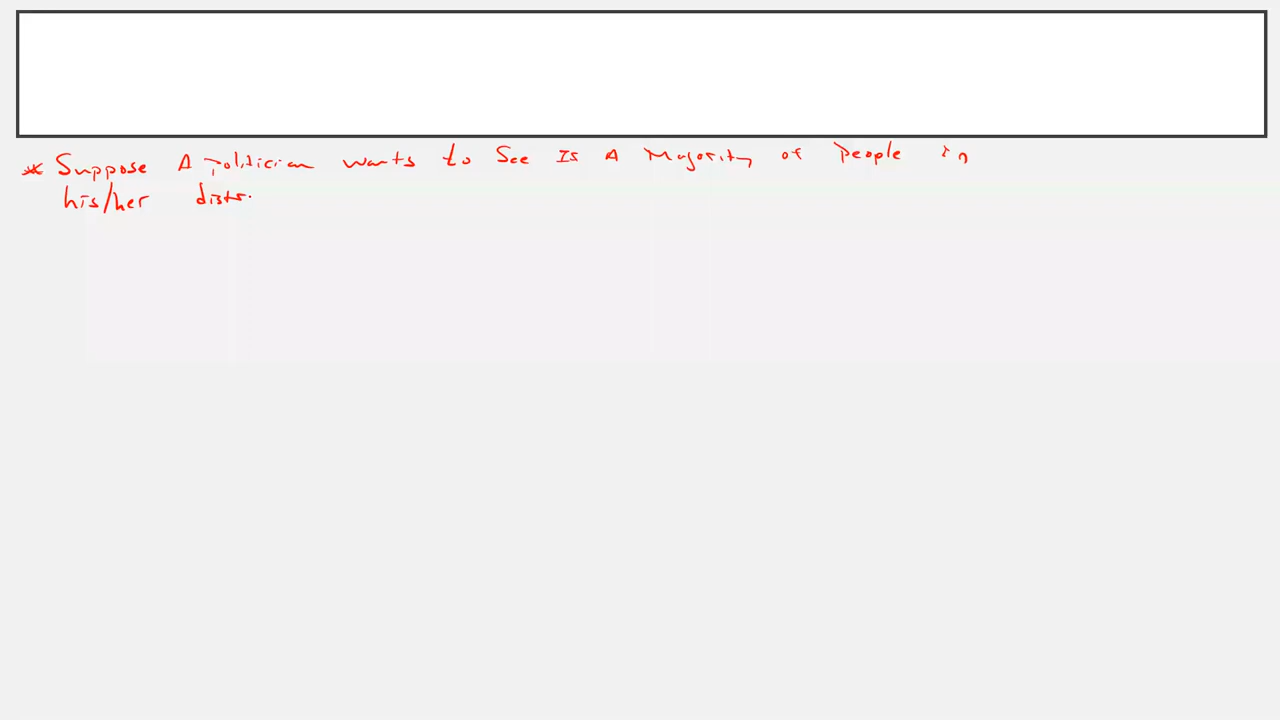 * Suppose A politician wants to See Is A Majority of People in
his/her distr